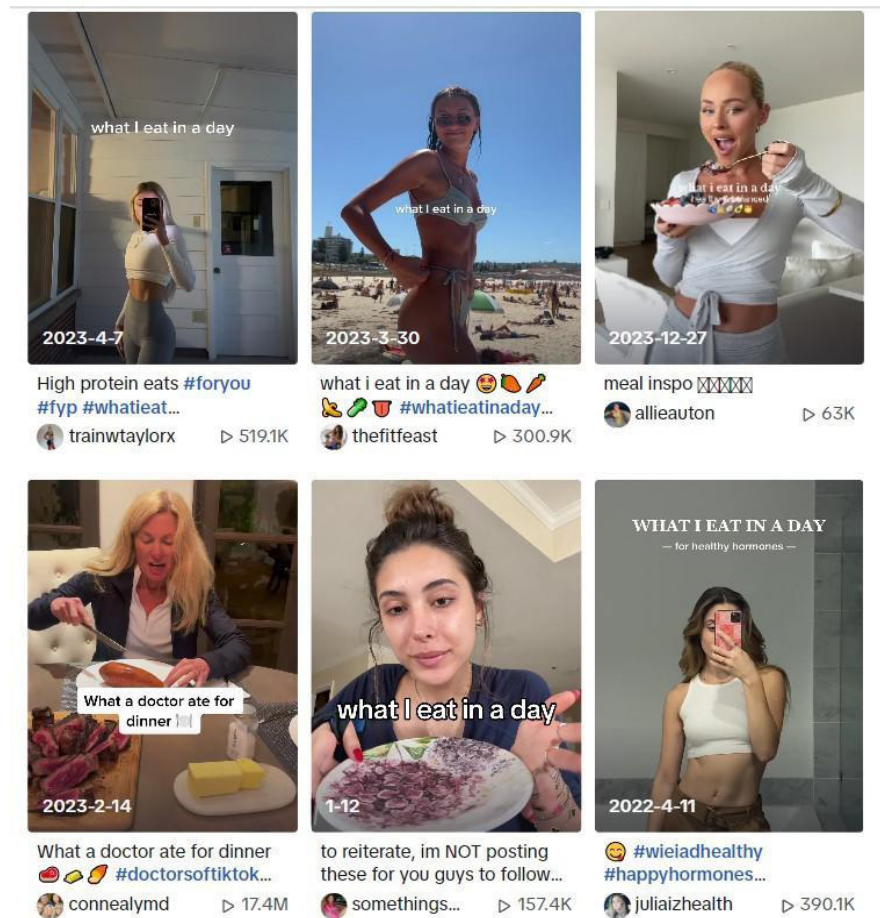 what I eat in a day
2023-4-7
High protein eats #foryou
#fyp #whatieat...
trainwtaylorx 519.1K
what I eat in a day
2023-3-30
what i eat in a day 🤩🥭🥕
🍌🥒👅 #whatieatinaday...
thefitfeast 300.9K
what i eat in a day
2023-12-27
meal inspo
allieauton 63K
What a doctor ate for
dinner 🍽️
2023-2-14
What a doctor ate for dinner
🥩🧈🍠 #doctorsoftiktok...
connealymd 17.4M
what I eat in a day
1-12
to reiterate, im NOT posting
these for you guys to follow...
somethings... 157.4K
WHAT I EAT IN A DAY
— for healthy hormones —
2022-4-11
😋 #wieiadhealthy
#happyhormones...
juliaizhealth 390.1K